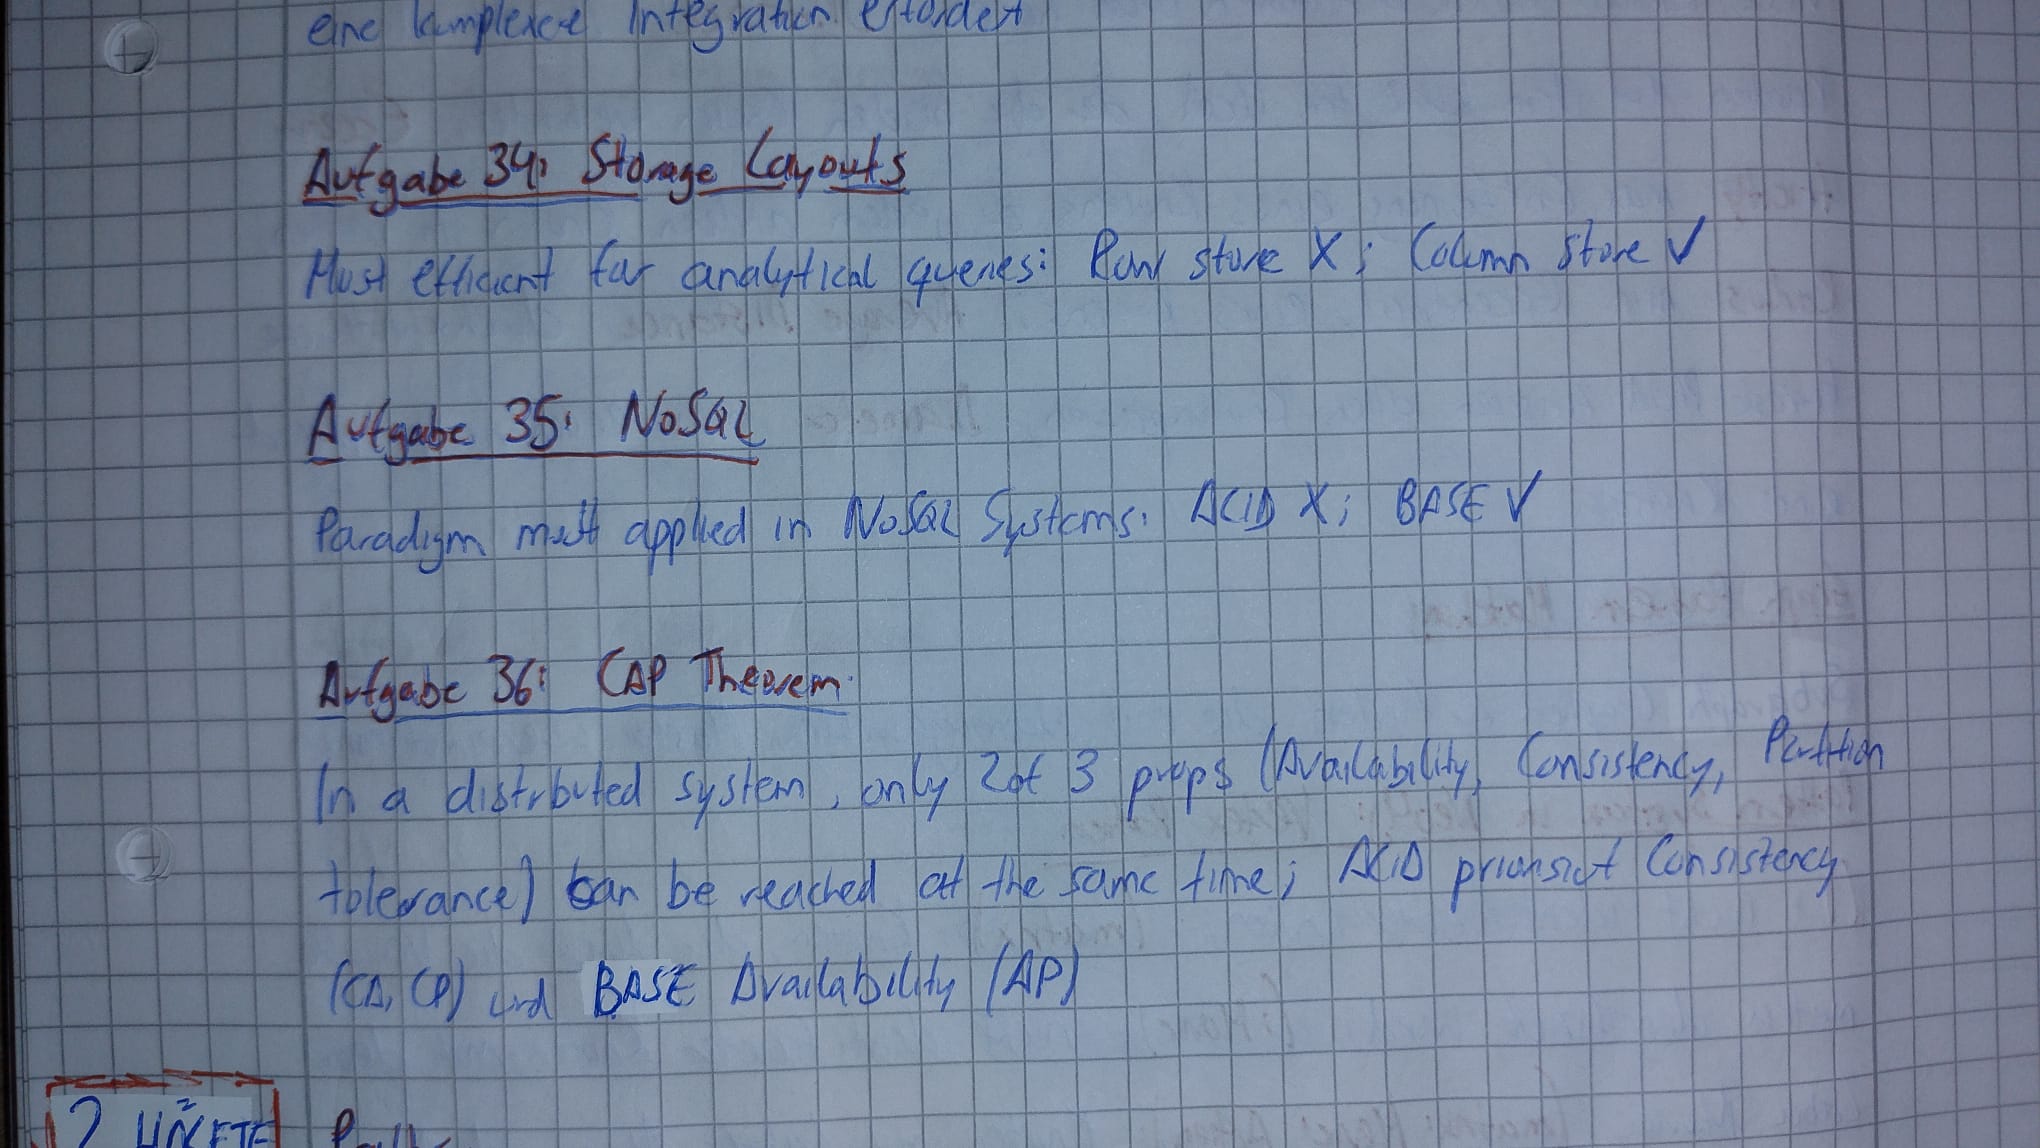 eine komplexere Integration erfordert
Aufgabe 34: Storage Layouts
Most efficient for analytical queries: Row store X; Column Store ✓
Aufgabe 35: NoSQL
Paradigm most applied in NoSQL Systems: ACID X; BASE ✓
Aufgabe 36: CAP Theorem
In a distributed system, only 2 of 3 props (Availability, Consistency, Partition
tolerance) can be reached at the same time; ACID priorisiert Consistency
(CA, CP) und BASE Availability (AP)